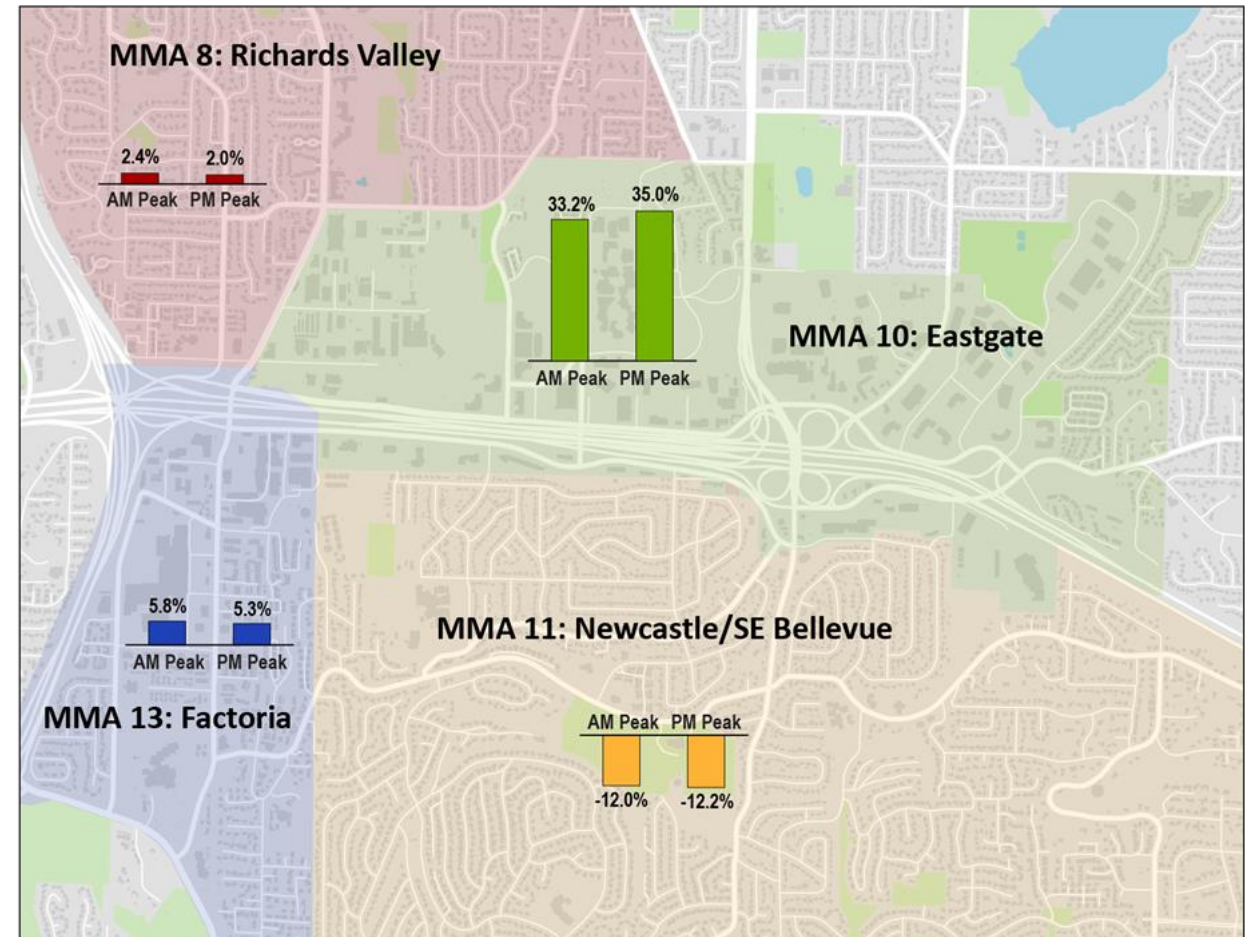 MMA 8: Richards Valley
2.4% 2.0%
AM Peak PM Peak
33.2% 35.0%
AM Peak PM Peak
MMA 10: Eastgate
5.8% 5.3%
AM Peak PM Peak
MMA 13: Factoria
MMA 11: Newcastle/SE Bellevue
AM Peak PM Peak
-12.0% -12.2%